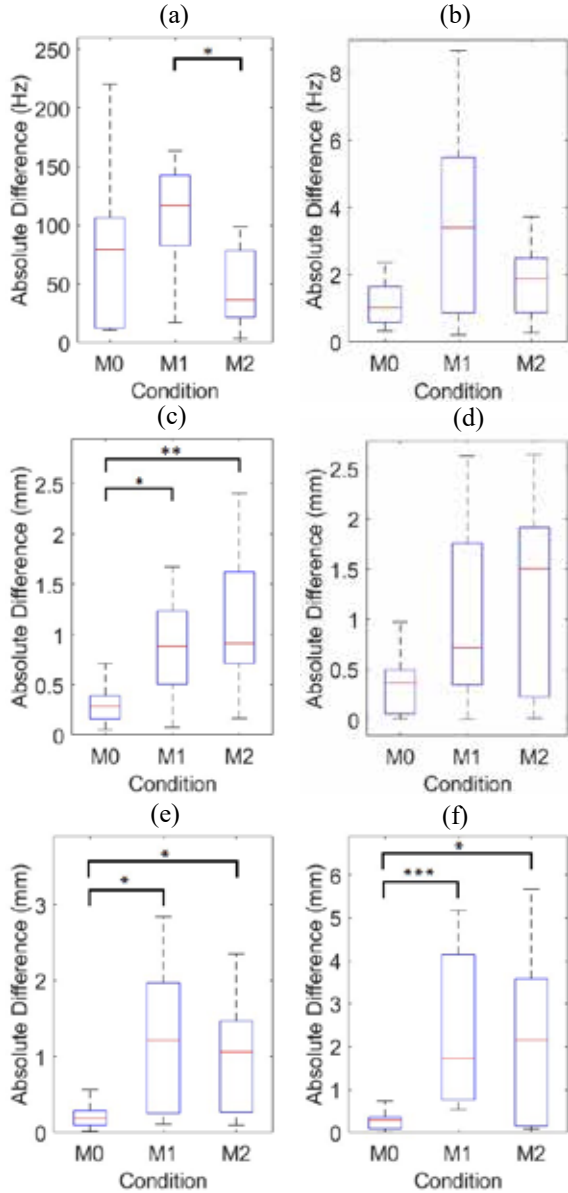 (a)
250
200
150
100
50
0
Absolute Difference (Hz)
*
M0 M1 M2
Condition
(b)
8
6
4
2
0
Absolute Difference (Hz)
M0 M1 M2
Condition
(c)
2.5
2
1.5
1
0.5
0
Absolute Difference (mm)
**
*
M0 M1 M2
Condition
(d)
2.5
2
1.5
1
0.5
0
Absolute Difference (mm)
M0 M1 M2
Condition
(e)
3
2
1
0
Absolute Difference (mm)
*
*
M0 M1 M2
Condition
(f)
6
5
4
3
2
1
0
Absolute Difference (mm)
*
***
M0 M1 M2
Condition